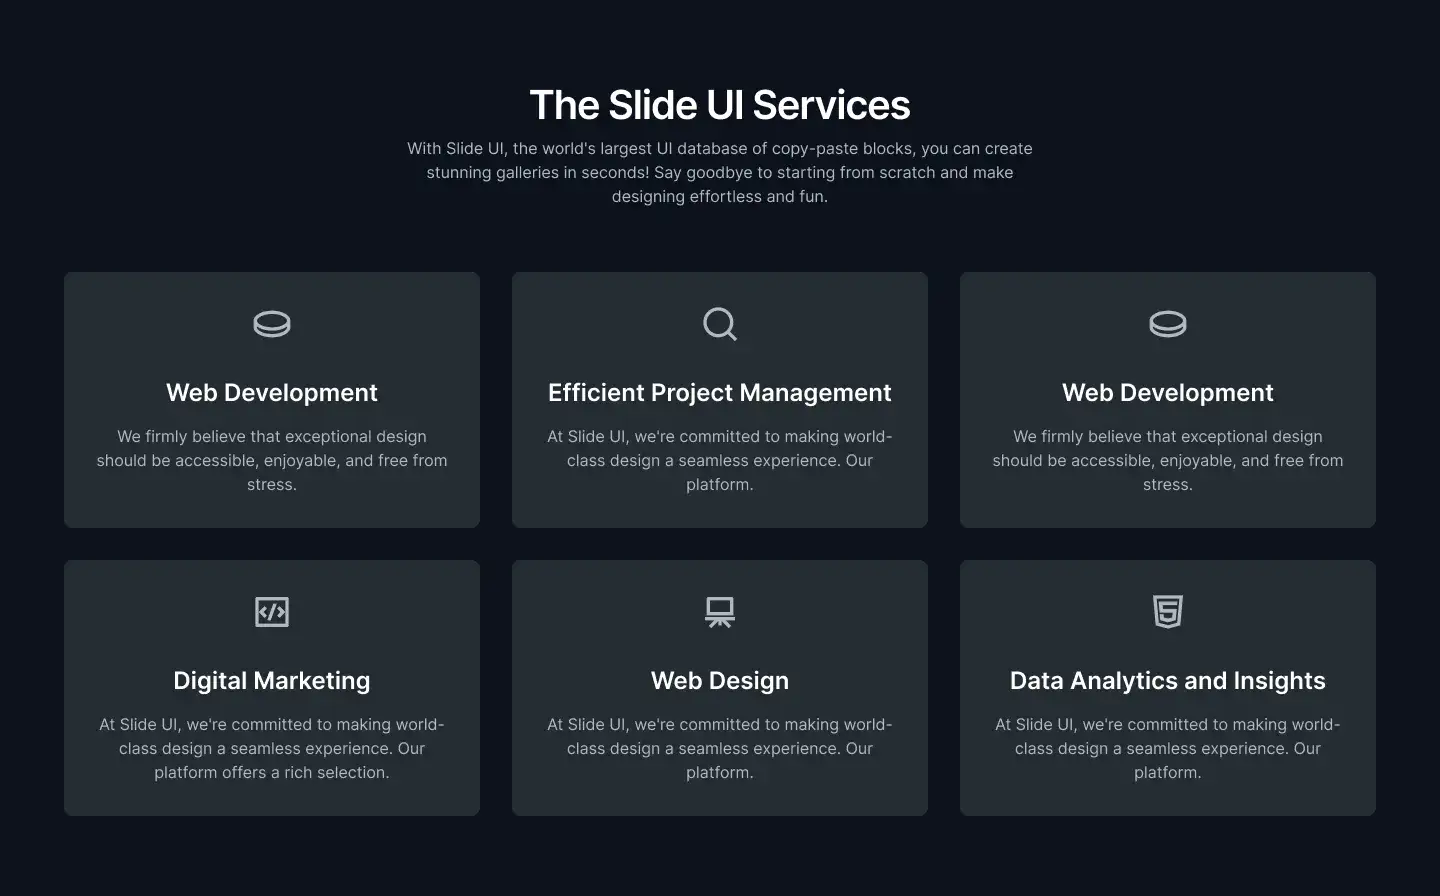 The Slide UI Services
With Slide UI, the world's largest UI database of copy-paste blocks, you can create
stunning galleries in seconds! Say goodbye to starting from scratch and make
designing effortless and fun.
Web Development
We firmly believe that exceptional design
should be accessible, enjoyable, and free from
stress.
Efficient Project Management
At Slide UI, we're committed to making world-
class design a seamless experience. Our
platform.
Web Development
We firmly believe that exceptional design
should be accessible, enjoyable, and free from
stress.
Digital Marketing
At Slide UI, we're committed to making world-
class design a seamless experience. Our
platform offers a rich selection.
Web Design
At Slide UI, we're committed to making world-
class design a seamless experience. Our
platform.
Data Analytics and Insights
At Slide UI, we're committed to making world-
class design a seamless experience. Our
platform.